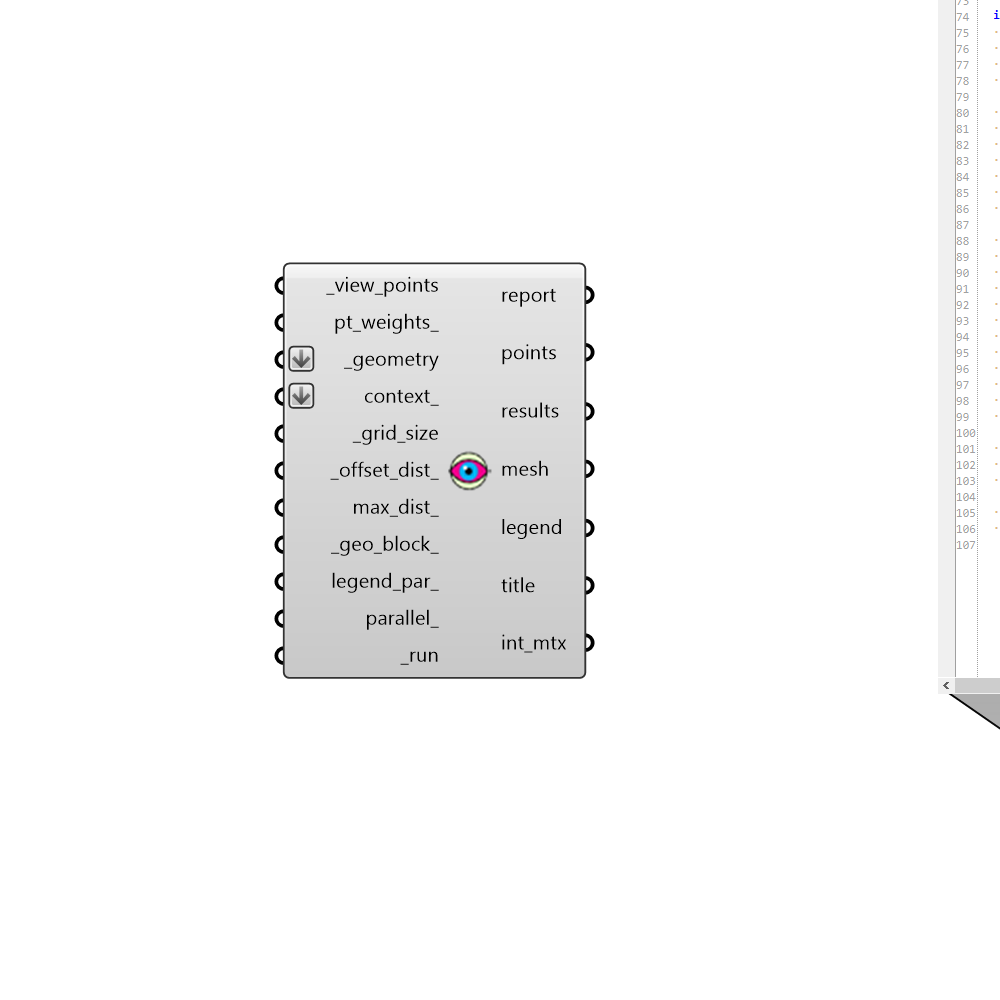 _view_points
pt_weights_
_geometry
context_
_grid_size
_offset_dist_
max_dist_
_geo_block_
legend_par_
parallel_
_run
report
points
results
mesh
legend
title
int_mtx
73
74 i
75
76
77
78
79
80
81
82
83
84
85
86
87
88
89
90
91
92
93
94
95
96
97
98
99
100
101
102
103
104
105
106
107